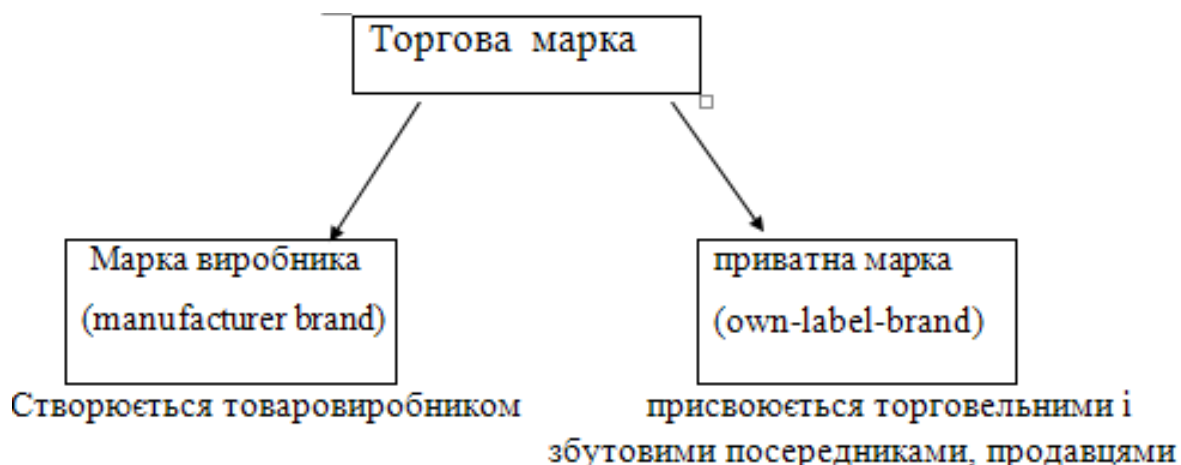 Торгова марка
Марка виробника
(manufacturer brand)
Створюється товаровиробником
приватна марка
(own-label-brand)
присвоюється торговельними і
збутовими посередниками, продавцями